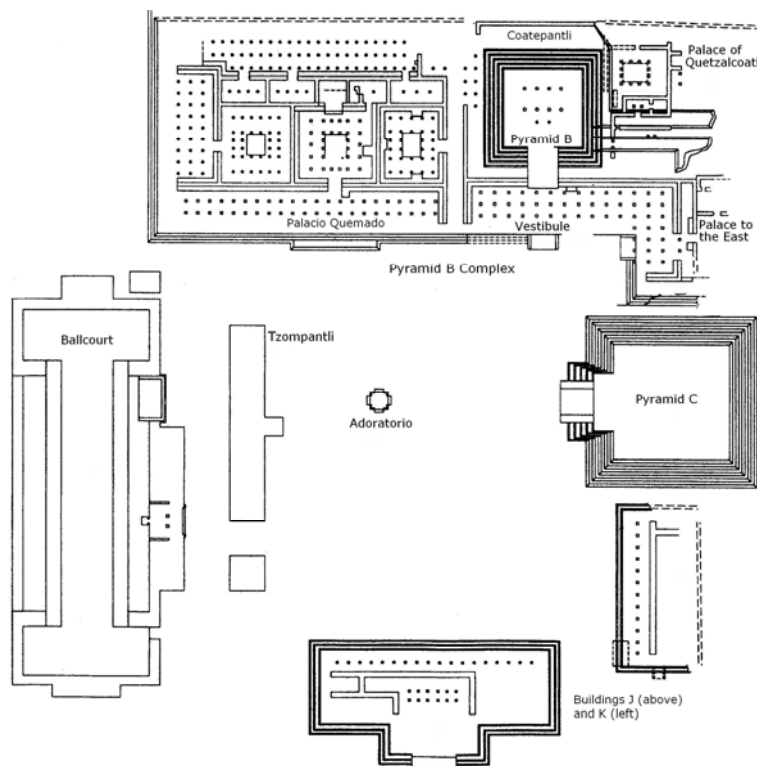 Coatepantli
Palace of
Quetzalcoatl
Pyramid B
Palacio Quemado
Vestibule
Palace to
the East
Pyramid B Complex
Ballcourt
Tzompantli
Adoratorio
Pyramid C
Buildings J (above)
and K (left)